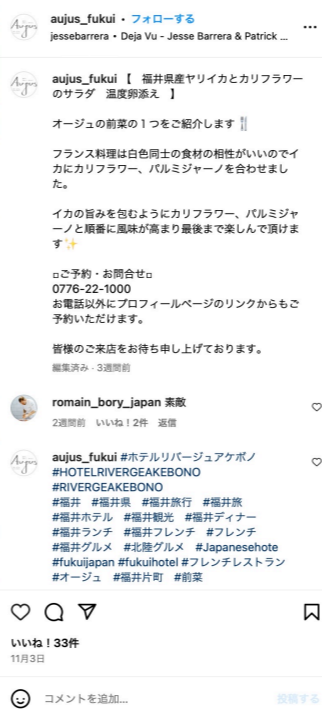 aujus_fukui • フォローする
jessebarrera • Deja Vu - Jesse Barrera & Patrick ...
aujus_fukui 【　福井県産ヤリイカとカリフラワー
のサラダ　温度卵添え　】
オージュの前菜の１つをご紹介します🍴
フランス料理は白色同士の食材の相性がいいのでイ
カにカリフラワー、パルミジャーノを合わせまし
た。
イカの旨みを包むようにカリフラワー、パルミジャ
ーノと順番に風味が高まり最後まで楽しんで頂けま
す✨
◽︎ご予約・お問合せ◽︎
0776-22-1000
お電話以外にプロフィールページのリンクからもご
予約いただけます。
皆様のご来店をお待ち申し上げております。
編集済み · 3週間前
romain_bory_japan 素敵
2週間前　いいね！2件　返信
aujus_fukui #ホテルリバージュアケボノ
#HOTELRIVERGEAKEBONO
#RIVERGEAKEBONO
#福井　#福井県　#福井旅行　#福井旅
#福井ホテル　#福井観光　#福井ディナー
#福井ランチ　#福井フレンチ　#フレンチ
#福井グルメ　#北陸グルメ　#Japanesehote
#fukuijapan #fukuihotel #フレンチレストラン
#オージュ　#福井片町　#前菜
いいね！33件
11月3日
コメントを追加...
投稿する